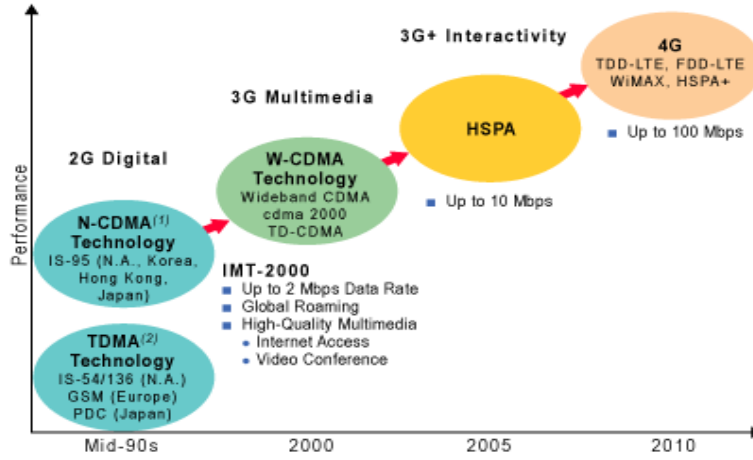 Performance
2G Digital
N-CDMA(1)
Technology
IS-95 (N.A., Korea,
Hong Kong,
Japan)
TDMA(2)
Technology
IS-54/136 (N.A.)
GSM (Europe)
PDC (Japan)
3G Multimedia
W-CDMA
Technology
Wideband CDMA
cdma 2000
TD-CDMA
IMT-2000
Up to 2 Mbps Data Rate
Global Roaming
High-Quality Multimedia
Internet Access
Video Conference
3G+ Interactivity
HSPA
Up to 10 Mbps
4G
TDD-LTE, FDD-LTE
WiMAX, HSPA+
Up to 100 Mbps
Mid-90s
2000
2005
2010